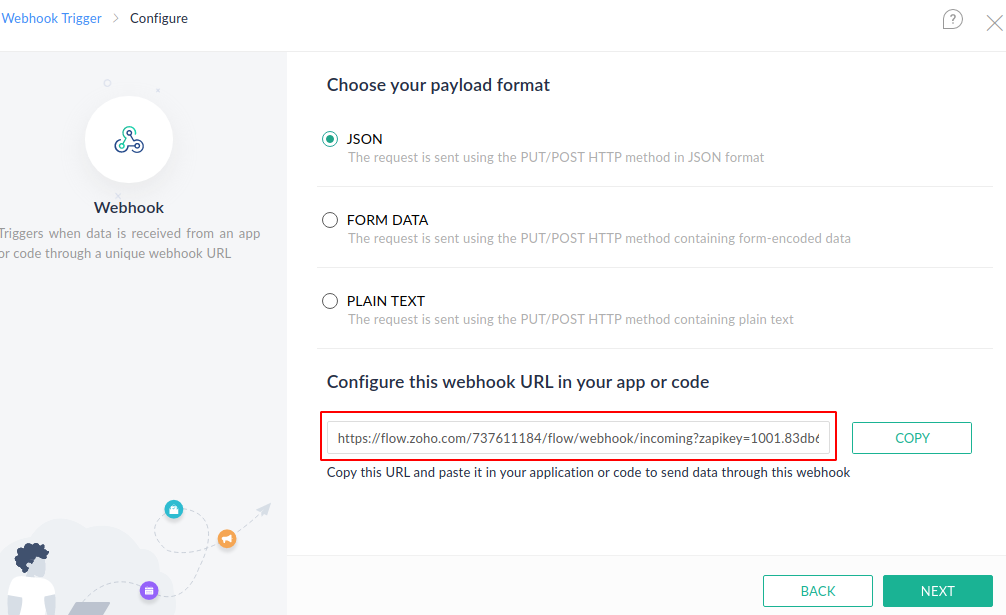 Webhook Trigger > Configure
?
Choose your payload format
JSON
The request is sent using the PUT/POST HTTP method in JSON format
Webhook
Triggers when data is received from an app
or code through a unique webhook URL
FORM DATA
The request is sent using the PUT/POST HTTP method containing form-encoded data
PLAIN TEXT
The request is sent using the PUT/POST HTTP method containing plain text
Configure this webhook URL in your app or code
https://flow.zoho.com/737611184/flow/webhook/incoming?zapikey=1001.83db6
COPY
Copy this URL and paste it in your application or code to send data through this webhook
BACK
NEXT